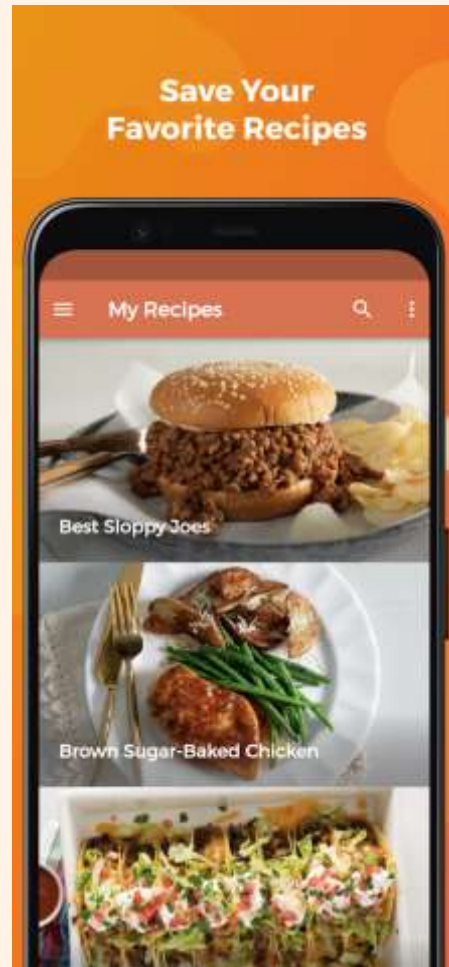 Save Your
Favorite Recipes
My Recipes
Best Sloppy Joes
Brown Sugar-Baked Chicken